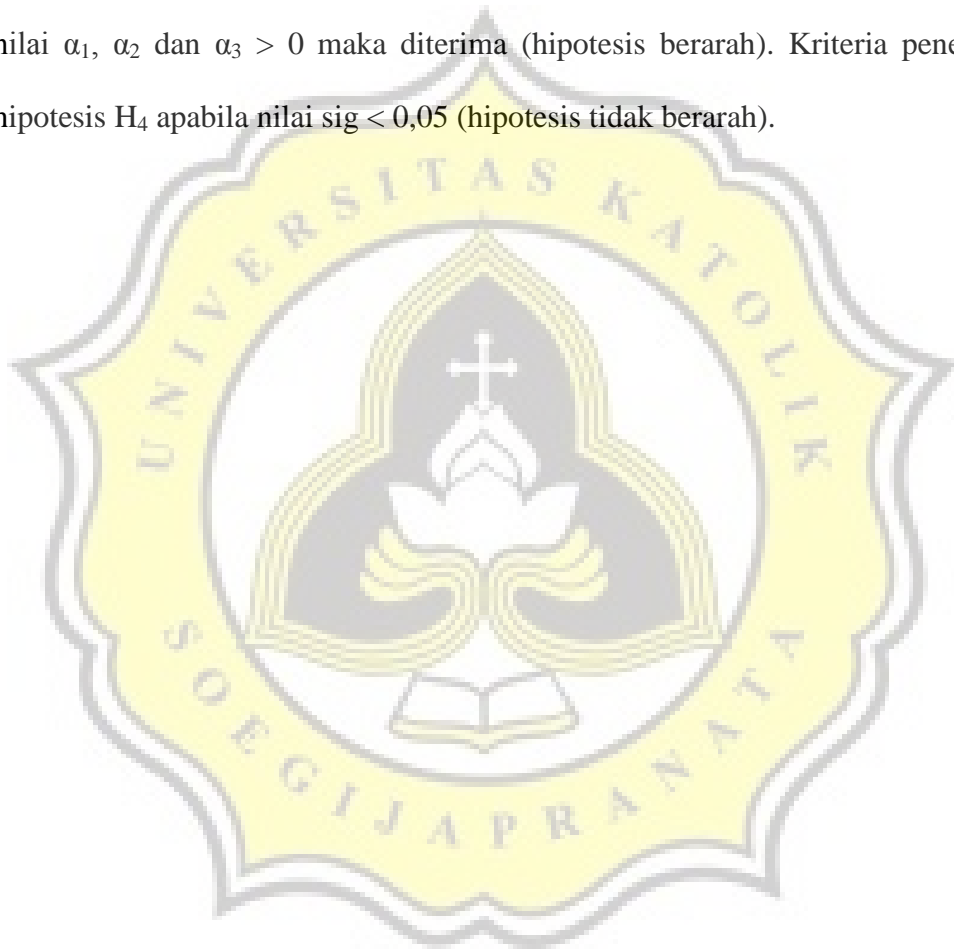 nilai α₁, α₂ dan α₃ > 0 maka diterima (hipotesis berarah). Kriteria
hipotesis H₄ apabila nilai sig < 0,05 (hipotesis tidak berarah).
UNIVERSITAS KATOLIK
SOEGIJAPRANATA